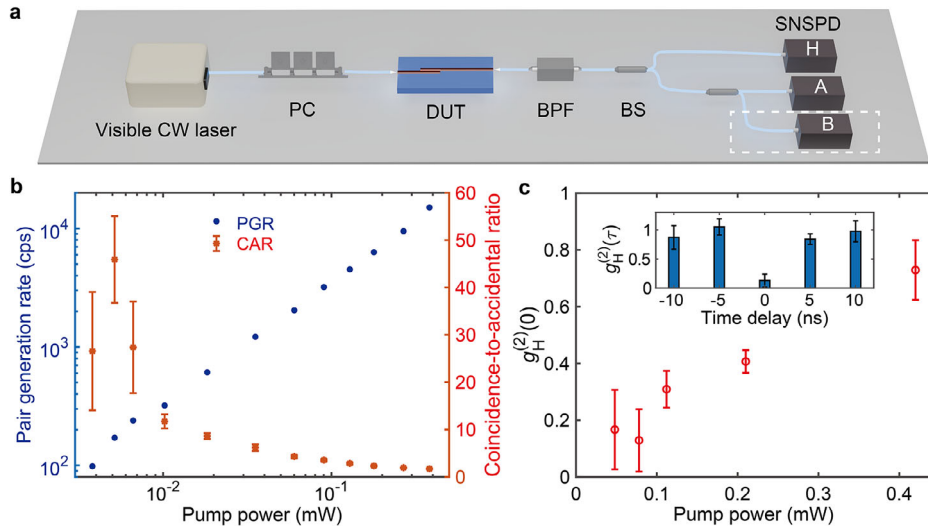 a
SNSPD
H
A
B
Visible CW laser
PC
DUT
BPF
BS
b
Pair generation rate (cps)
10⁴
10³
10²
PGR
CAR
60
50
40
30
20
10
0
Coincidence-to-accidental ratio
10⁻²
10⁻¹
Pump power (mW)
c
g_H^(2)(0)
1
0.8
0.6
0.4
0.2
0
g_H^(2)(τ)
1
0
-10
-5
0
5
10
Time delay (ns)
0
0.1
0.2
0.3
0.4
Pump power (mW)